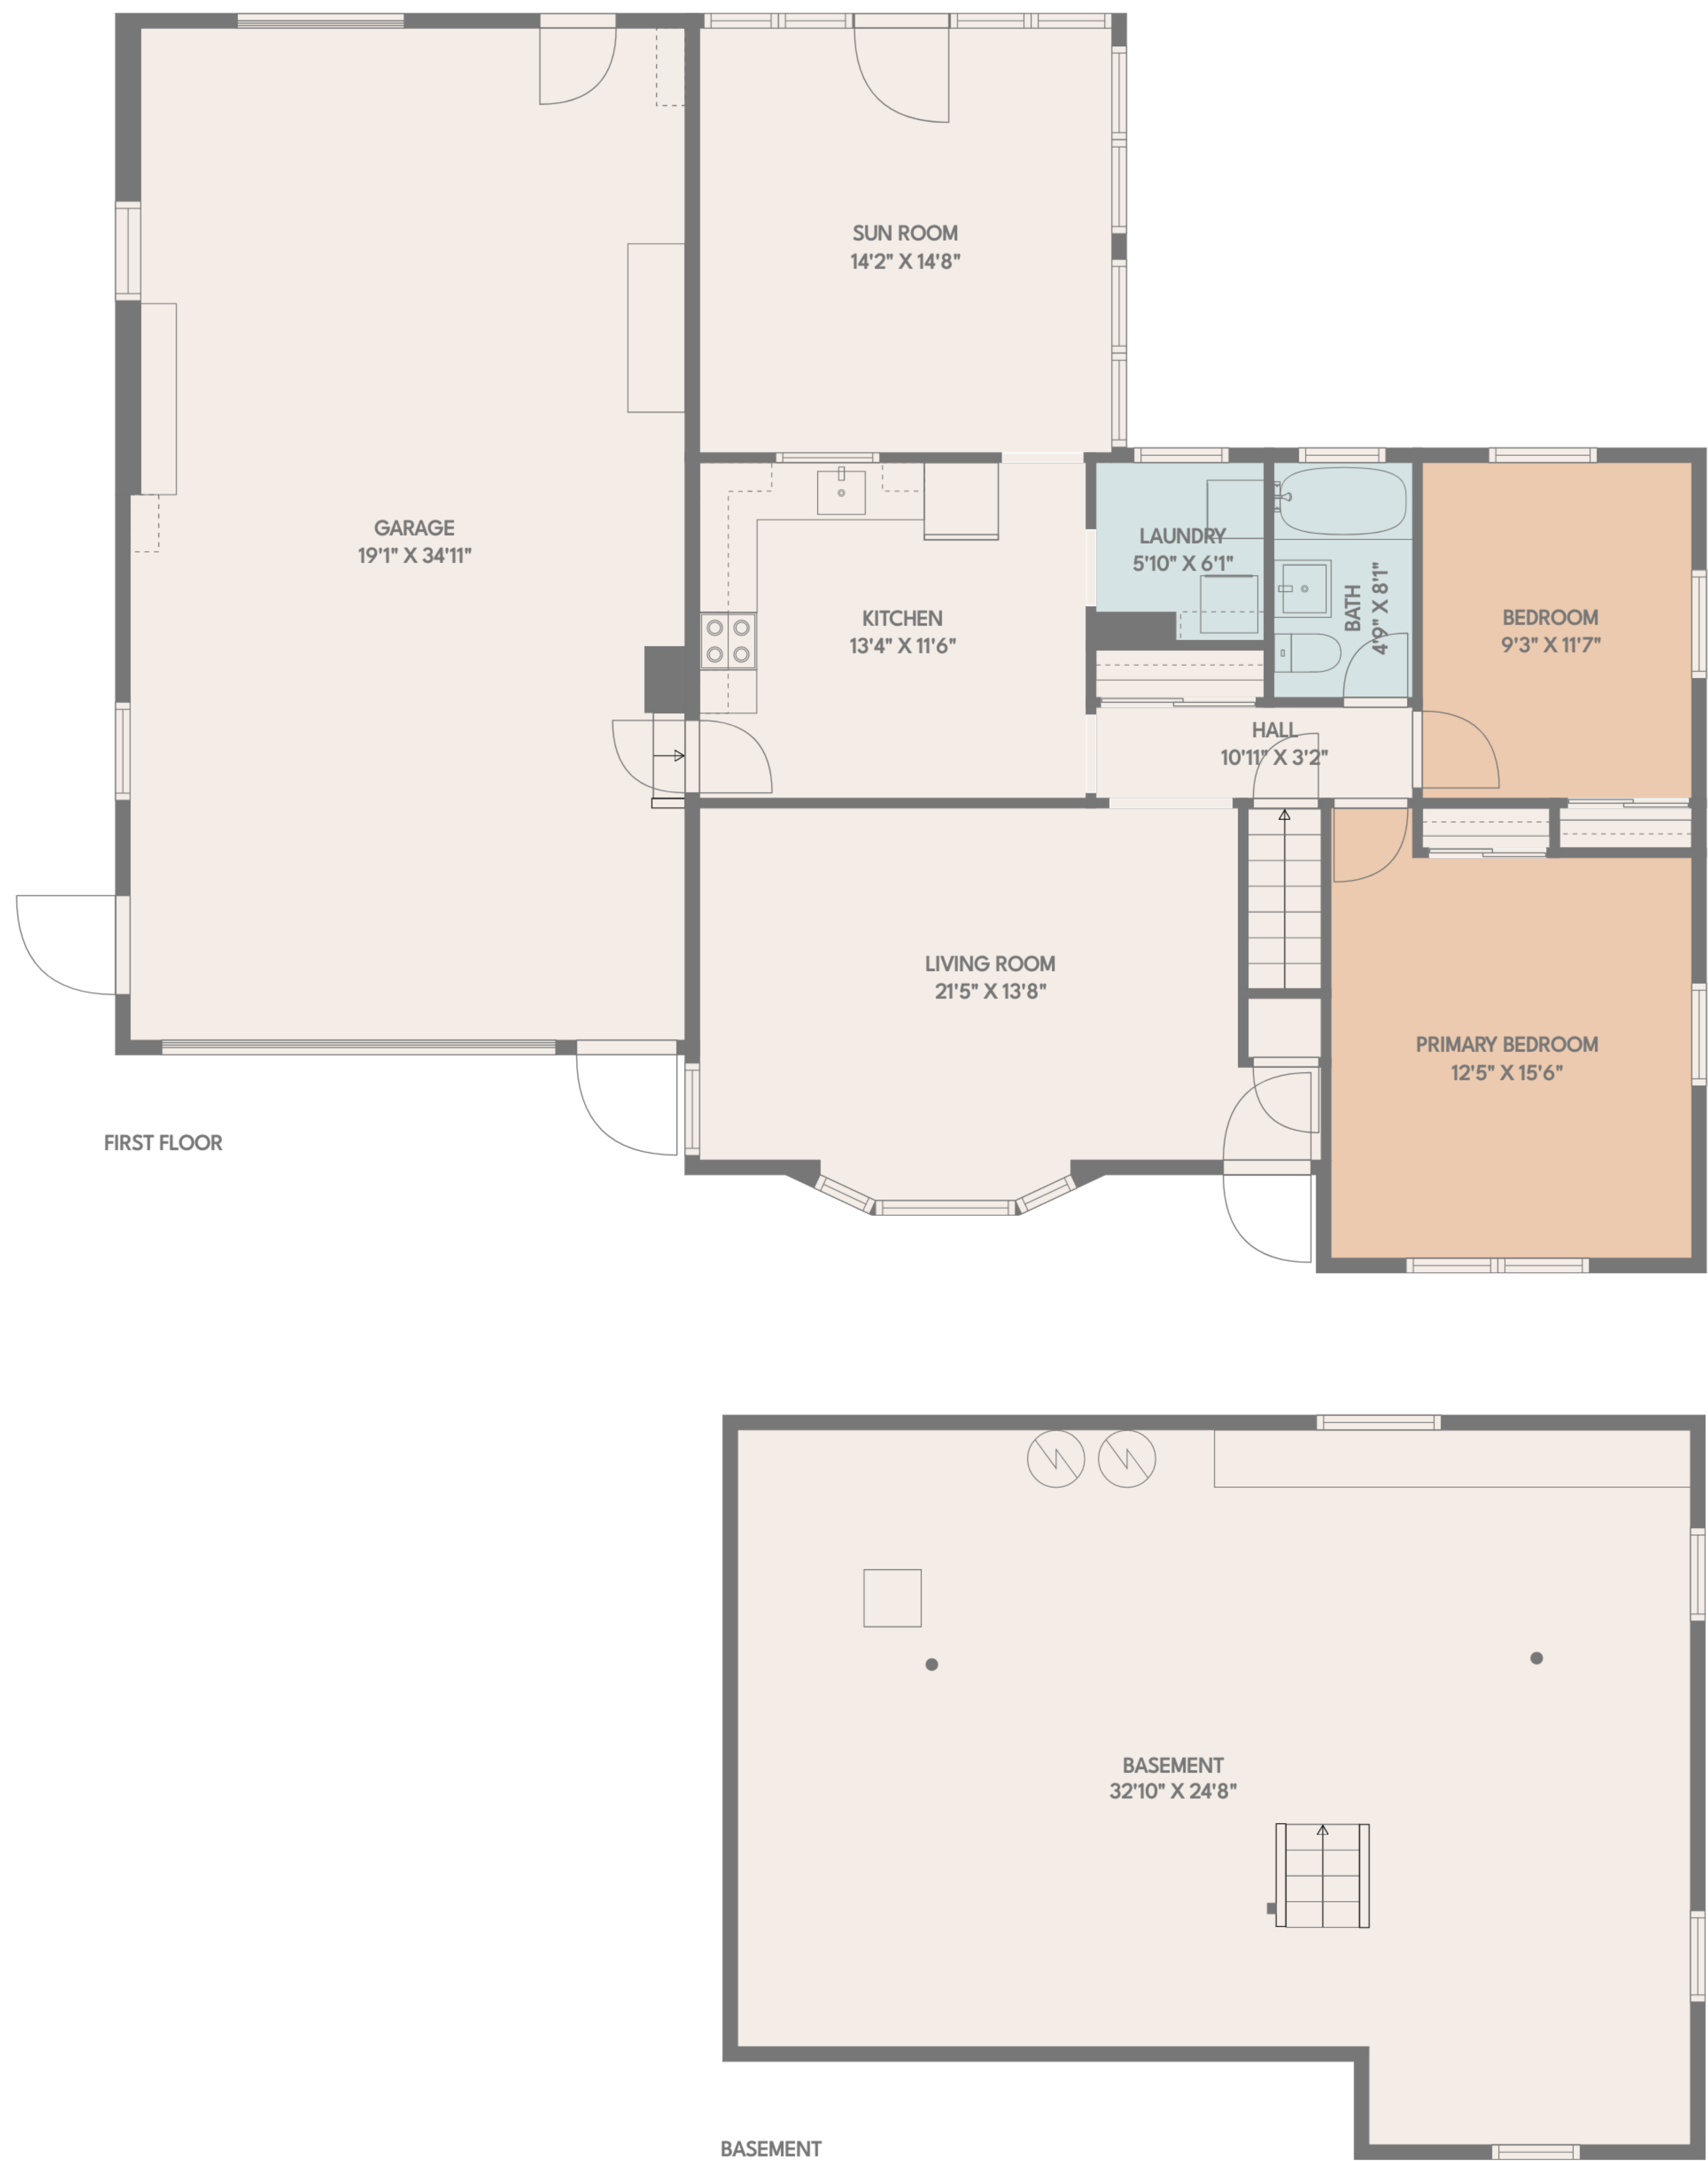 SUN ROOM
14'2" X 14'8"
GARAGE
19'1" X 34'11"
KITCHEN
13'4" X 11'6"
LAUNDRY
5'10" X 6'1"
BATH
4'9" X 8'1"
BEDROOM
9'3" X 11'7"
HALL
10'11" X 3'2"
LIVING ROOM
21'5" X 13'8"
PRIMARY BEDROOM
12'5" X 15'6"
FIRST FLOOR
BASEMENT
32'10" X 24'8"
BASEMENT